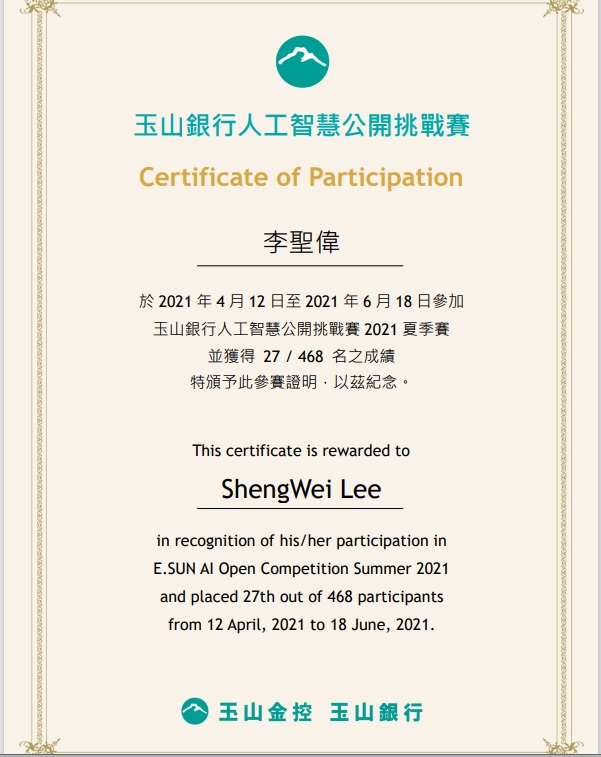 玉山銀行人工智慧公開挑戰賽
Certificate of Participation
李聖偉
於 2021 年 4 月 12 日至 2021 年 6 月 18 日參加
玉山銀行人工智慧公開挑戰賽 2021 夏季賽
並獲得 27 / 468 名之成績
特頒予此參賽證明，以茲紀念。
This certificate is rewarded to
ShengWei Lee
in recognition of his/her participation in
E.SUN AI Open Competition Summer 2021
and placed 27th out of 468 participants
from 12 April, 2021 to 18 June, 2021.
玉山金控 玉山銀行